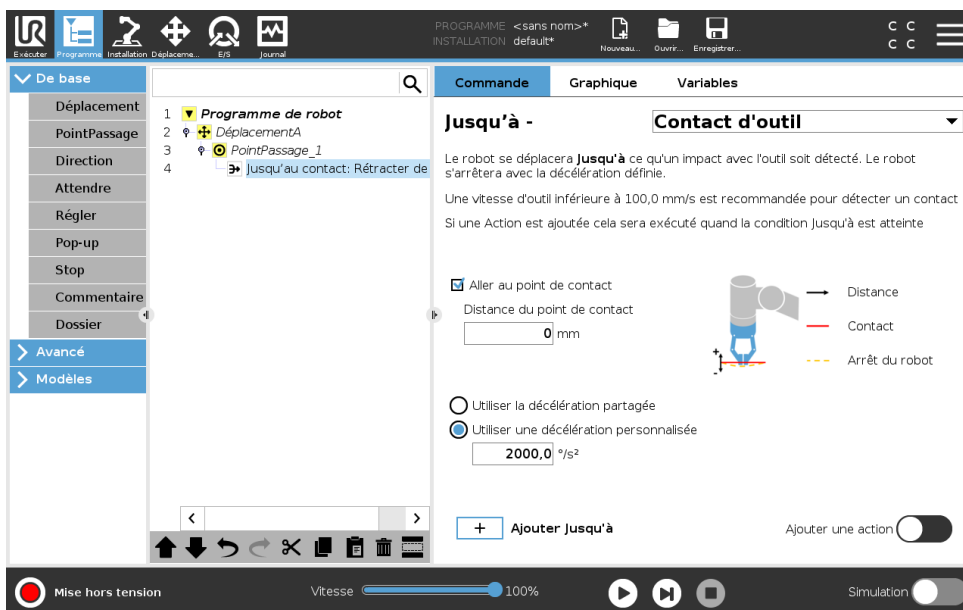 UR
PROGRAMME <sans nom>*
INSTALLATION default*
Exécuter Programme Installation Déplaceme... E/S Journal
Nouveau... Ouvrir... Enregistrer...
C C
C C
De base
Déplacement
PointPassage
Direction
Attendre
Régler
Pop-up
Stop
Commentaire
Dossier
Avancé
Modèles
1 Programme de robot
2 DéplacementA
3 PointPassage_1
4 Jusqu'au contact: Rétracter de
Commande Graphique Variables
Jusqu'à - Contact d'outil
Le robot se déplacera Jusqu'à ce qu'un impact avec l'outil soit détecté. Le robot
s'arrêtera avec la décélération définie.
Une vitesse d'outil inférieure à 100,0 mm/s est recommandée pour détecter un contact
Si une Action est ajoutée cela sera exécuté quand la condition Jusqu'à est atteinte
Aller au point de contact
Distance du point de contact
0 mm
Distance
Contact
Arrêt du robot
+
-
Utiliser la décélération partagée
Utiliser une décélération personnalisée
2000,0 °/s²
+ Ajouter Jusqu'à
Ajouter une action
Mise hors tension
Vitesse 100%
Simulation